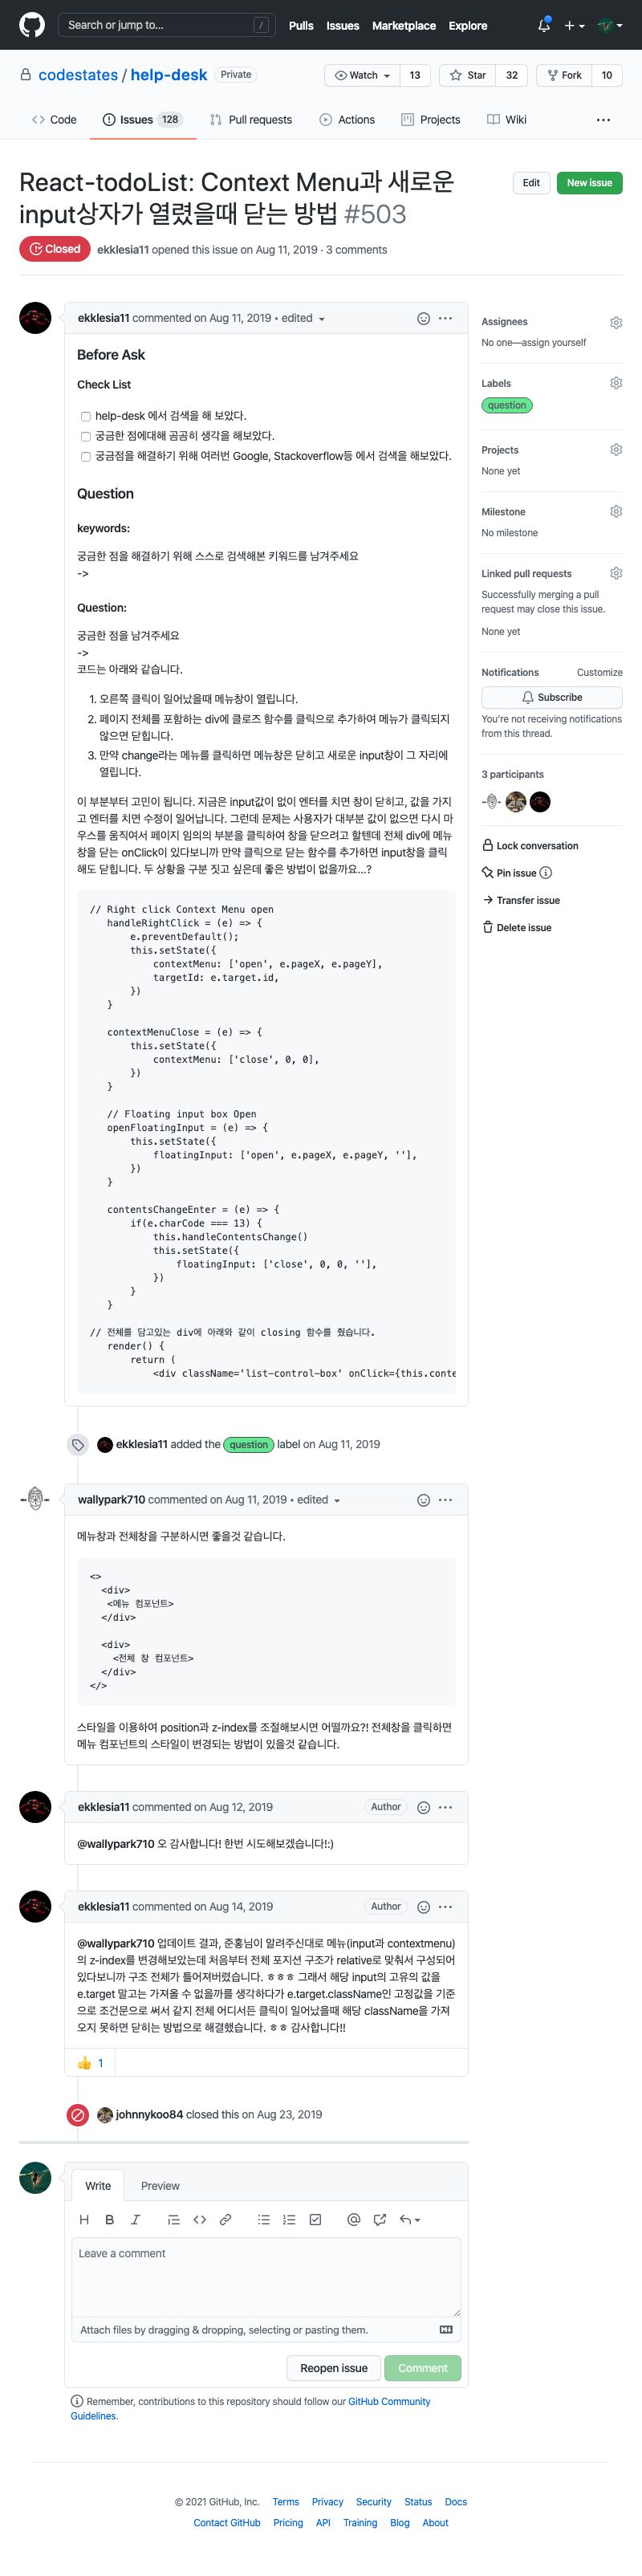 Search or jump to... /
Pulls Issues Marketplace Explore
codestates / help-desk Private
Watch 13 Star 32 Fork 10
Code Issues 128 Pull requests Actions Projects Wiki ...
React-todoList: Context Menu과 새로운
input상자가 열렸을때 닫는 방법 #503
Edit New issue
Closed ekklesia11 opened this issue on Aug 11, 2019 · 3 comments
ekklesia11 commented on Aug 11, 2019 • edited
Before Ask
Check List
help-desk 에서 검색을 해 보았다.
궁금한 점에대해 곰곰히 생각을 해보았다.
궁금점을 해결하기 위해 여러번 Google, Stackoverflow등 에서 검색을 해보았다.
Question
keywords:
궁금한 점을 해결하기 위해 스스로 검색해본 키워드를 남겨주세요
->
Question:
궁금한 점을 남겨주세요
->
코드는 아래와 같습니다.
1. 오른쪽 클릭이 일어났을때 메뉴창이 열립니다.
2. 페이지 전체를 포함하는 div에 클로즈 함수를 클릭으로 추가하여 메뉴가 클릭되지
않으면 닫힙니다.
3. 만약 change라는 메뉴를 클릭하면 메뉴창은 닫히고 새로운 input창이 그 자리에
열립니다.
이 부분부터 고민이 됩니다. 지금은 input값이 없이 엔터를 치면 창이 닫히고, 값을 가지
고 엔터를 치면 수정이 일어납니다. 그런데 문제는 사용자가 대부분 값이 없으면 다시 마
우스를 움직여서 페이지 임의의 부분을 클릭하여 창을 닫으려고 할텐데 전체 div에 메뉴
창을 닫는 onClick이 있다보니까 만약 클릭으로 닫는 함수를 추가하면 input창을 클릭
해도 닫힌다. 두 상황을 구분 짓고 싶은데 좋은 방법이 없을까요...?
// Right click Context Menu open
handleRightClick = (e) => {
e.preventDefault();
this.setState({
contextMenu: ['open', e.pageX, e.pageY],
targetId: e.target.id,
})
}
contextMenuClose = (e) => {
this.setState({
contextMenu: ['close', 0, 0],
})
}
// Floating input box Open
openFloatingInput = (e) => {
this.setState({
floatingInput: ['open', e.pageX, e.pageY, ''],
})
}
contentsChangeEnter = (e) => {
if(e.charCode === 13) {
this.handleContentsChange()
this.setState({
floatingInput: ['close', 0, 0, ''],
})
}
}
// 전체를 담고있는 div에 아래와 같이 closing 함수를 줬습니다.
render() {
return (
<div className='list-control-box' onClick={this.conte
ekklesia11 added the question label on Aug 11, 2019
wallypark710 commented on Aug 11, 2019 • edited
메뉴창과 전체창을 구분하시면 좋을것 같습니다.
<>
<div>
<메뉴 컴포넌트>
</div>
<div>
<전체 창 컴포넌트>
</div>
</>
스타일을 이용하여 position과 z-index를 조절해보시면 어떨까요?! 전체창을 클릭하면
메뉴 컴포넌트의 스타일이 변경되는 방법이 있을것 같습니다.
ekklesia11 commented on Aug 12, 2019 Author
@wallypark710 오 감사합니다! 한번 시도해보겠습니다!:)
ekklesia11 commented on Aug 14, 2019 Author
@wallypark710 업데이트 결과, 준홍님이 알려주신대로 메뉴(input과 contextmenu)
의 z-index를 변경해보았는데 처음부터 전체 포지션 구조가 relative로 맞춰서 구성되어
있다보니까 구조 전체가 틀어져버렸습니다. ㅎㅎㅎ 그래서 해당 input의 고유의 값을
e.target 말고는 가져올 수 없을까를 생각하다가 e.target.className인 고정값을 기준
으로 조건문으로 써서 같지 전체 어디서든 클릭이 일어났을때 해당 className을 가져
오지 못하면 닫히는 방법으로 해결했습니다. ㅎㅎ 감사합니다!!
👍 1
johnnykoo84 closed this on Aug 23, 2019
Write Preview
Leave a comment
Attach files by dragging & dropping, selecting or pasting them.
Reopen issue Comment
Remember, contributions to this repository should follow our GitHub Community
Guidelines.
Assignees
No one—assign yourself
Labels
question
Projects
None yet
Milestone
No milestone
Linked pull requests
Successfully merging a pull
request may close this issue.
None yet
Notifications Customize
Subscribe
You're not receiving notifications
from this thread.
3 participants
Lock conversation
Pin issue
Transfer issue
Delete issue
© 2021 GitHub, Inc. Terms Privacy Security Status Docs
Contact GitHub Pricing API Training Blog About